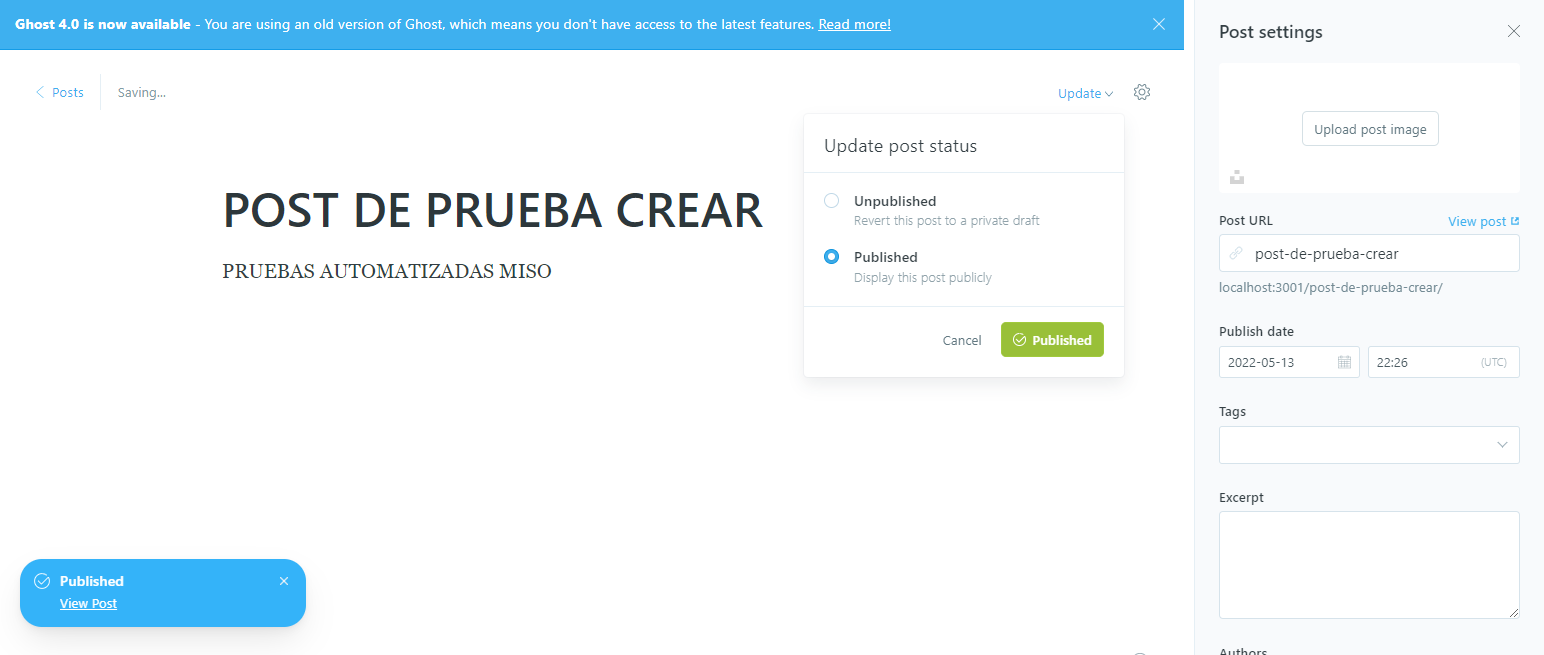 Ghost 4.0 is now available - You are using an old version of Ghost, which means you don't have access to the latest features. Read more!
Posts
Saving...
Update
Update post status
Unpublished
Revert this post to a private draft
Published
Display this post publicly
Cancel
Published
POST DE PRUEBA CREAR
PRUEBAS AUTOMATIZADAS MISO
Published
View Post
Post settings
Upload post image
Post URL
View post
post-de-prueba-crear
localhost:3001/post-de-prueba-crear/
Publish date
2022-05-13
22:26
(UTC)
Tags
Excerpt
Authors